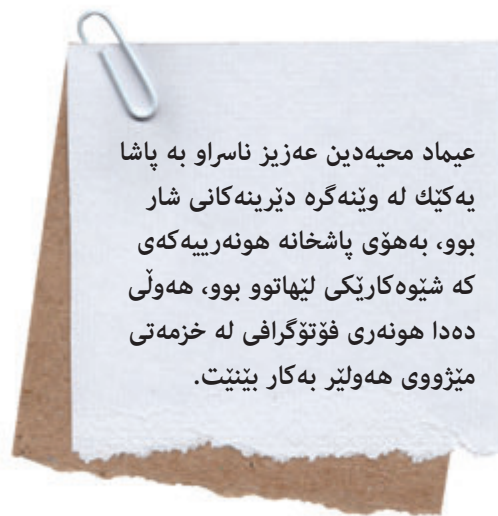 عیماد محیەدین عەزیز ناسراو بە پاشا
یەکێك لە وێنەگرە دێرینەکانی شار
بوو، بەهۆی پاشخانە هونەرییەکەی
کە شێوەکارێکی لێهاتوو بوو، هەوڵی
دەدا هونەری فۆتۆگرافی لە خزمەتی
مێژووی هەولێر بەکار بێنێت.